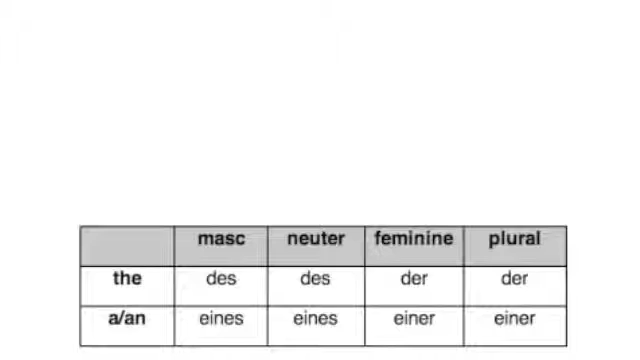 masc neuter feminine plural
the des des der der
a/an eines eines einer einer